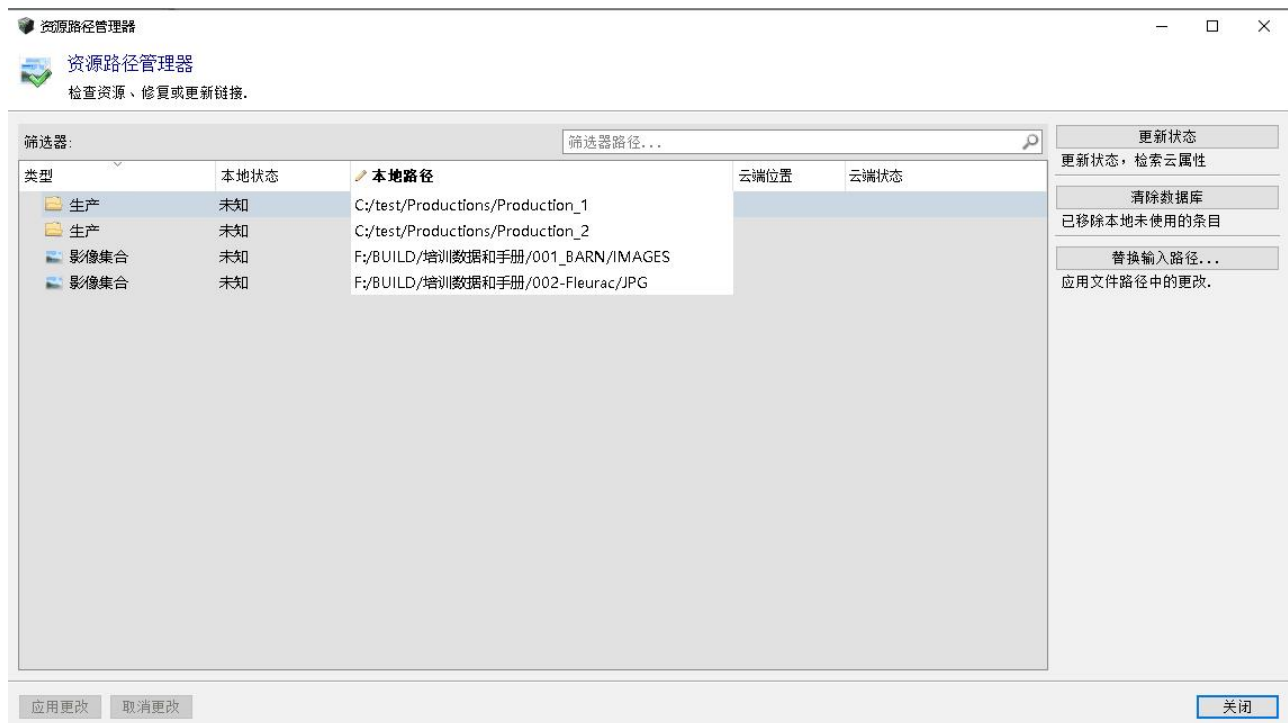 资源路径管理器
资源路径管理器
检查资源、修复或更新链接.
筛选器:
筛选器路径...
更新状态
更新状态，检索云属性
类型 本地状态 本地路径 云端位置 云端状态
清除数据库
生产 未知 C:/test/Productions/Production_1
已移除本地未使用的条目
生产 未知 C:/test/Productions/Production_2
替换输入路径...
影像集合 未知 F:/BUILD/培训数据和手册/001_BARN/IMAGES
应用文件路径中的更改.
影像集合 未知 F:/BUILD/培训数据和手册/002-Fleurac/JPG
应用更改 取消更改 关闭